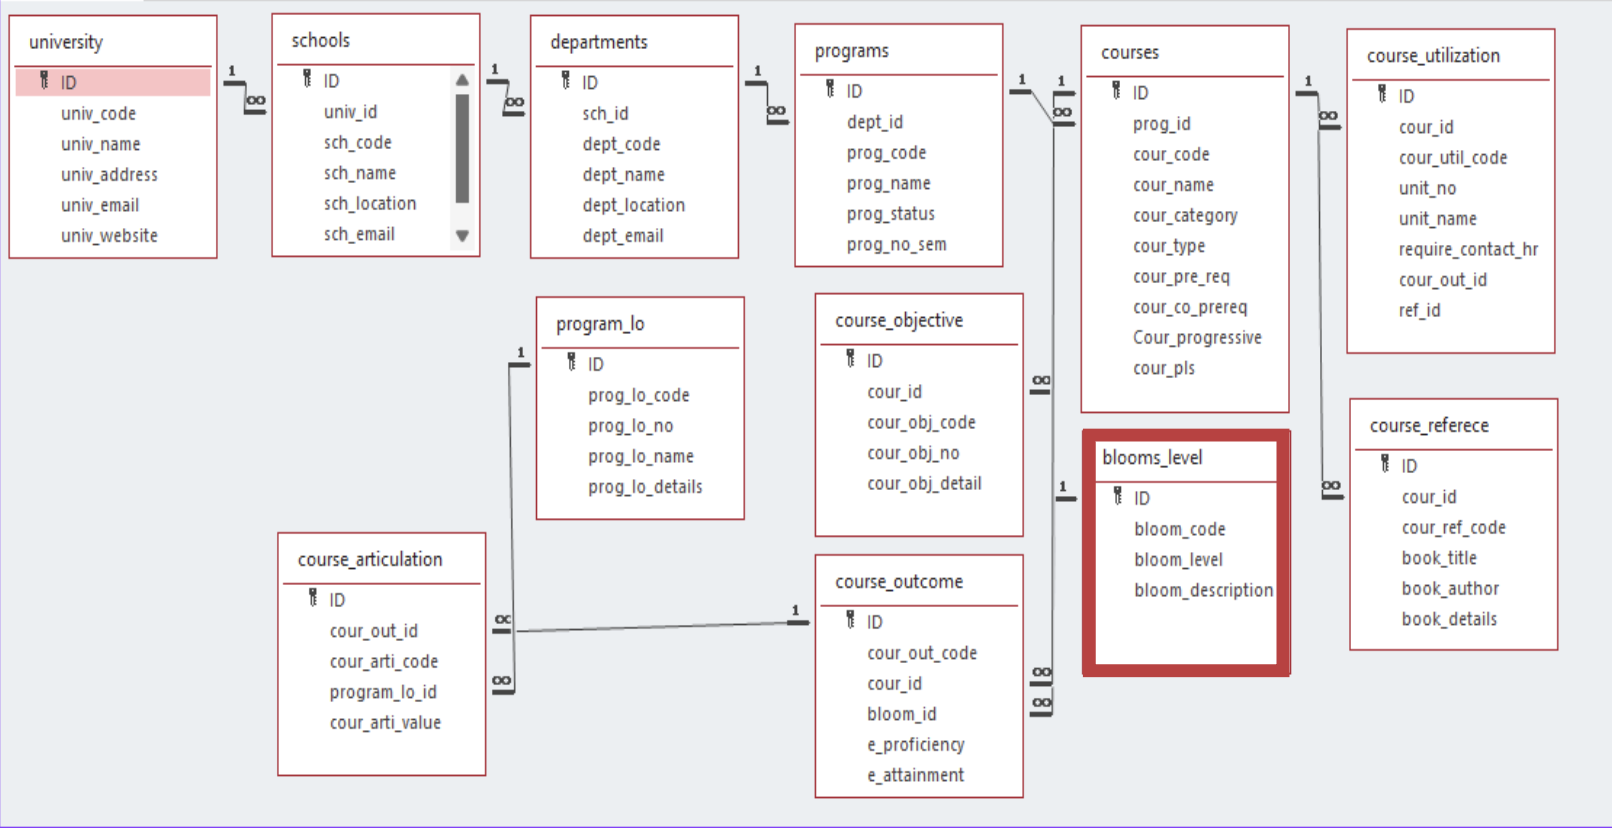 university
ID
univ_code
univ_name
univ_address
univ_email
univ_website
1
∞
schools
ID
univ_id
sch_code
sch_name
sch_location
sch_email
1
∞
departments
ID
sch_id
dept_code
dept_name
dept_location
dept_email
1
∞
programs
ID
dept_id
prog_code
prog_name
prog_status
prog_no_sem
1
1
∞
courses
ID
prog_id
cour_code
cour_name
cour_category
cour_type
cour_pre_req
cour_co_prereq
Cour_progressive
cour_pls
1
∞
course_utilization
ID
cour_id
cour_util_code
unit_no
unit_name
require_contact_hr
cour_out_id
ref_id
1
program_lo
ID
prog_lo_code
prog_lo_no
prog_lo_name
prog_lo_details
course_objective
ID
cour_id
cour_obj_code
cour_obj_no
cour_obj_detail
∞
1
blooms_level
ID
bloom_code
bloom_level
bloom_description
∞
course_referece
ID
cour_id
cour_ref_code
book_title
book_author
book_details
course_articulation
ID
cour_out_id
cour_arti_code
program_lo_id
cour_arti_value
∞
∞
1
course_outcome
ID
cour_out_code
cour_id
bloom_id
e_proficiency
e_attainment
∞
∞